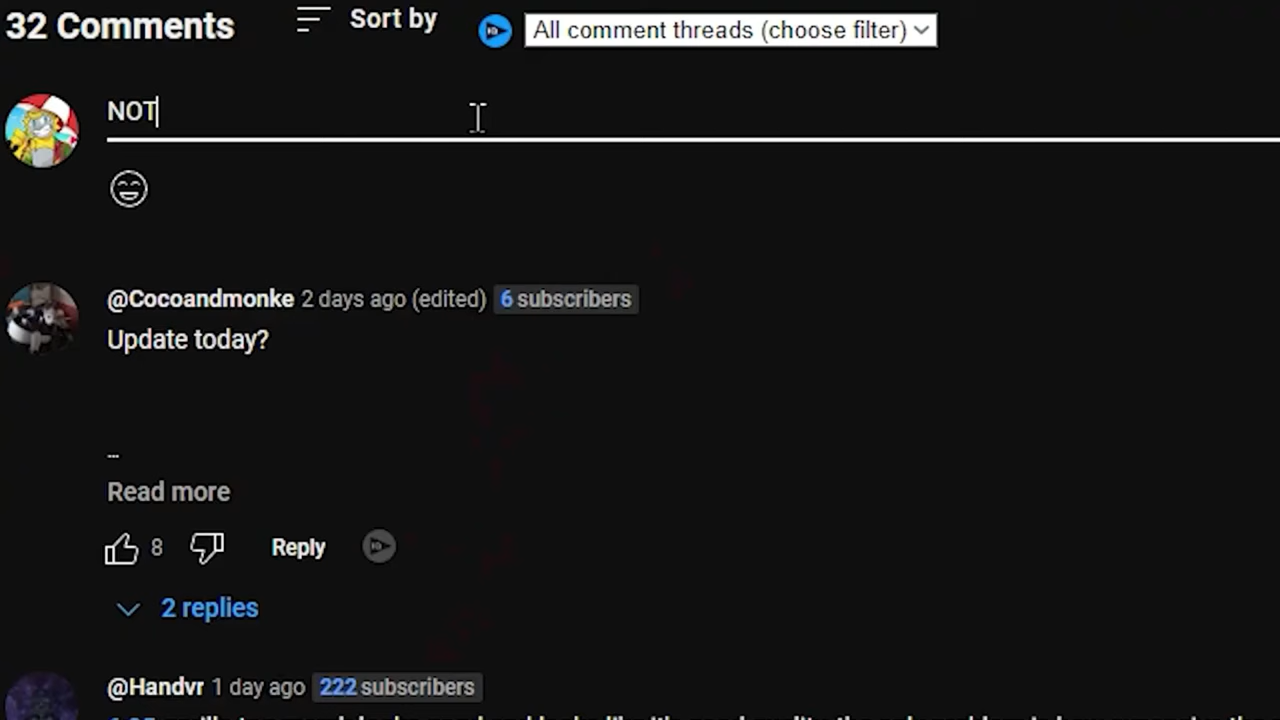 32 Comments
Sort by
All comment threads (choose filter)
NOT
@Cocoandmonke 2 days ago (edited) 6 subscribers
Update today?
...
Read more
8 Reply
2 replies
@Handvr 1 day ago 222 subscribers